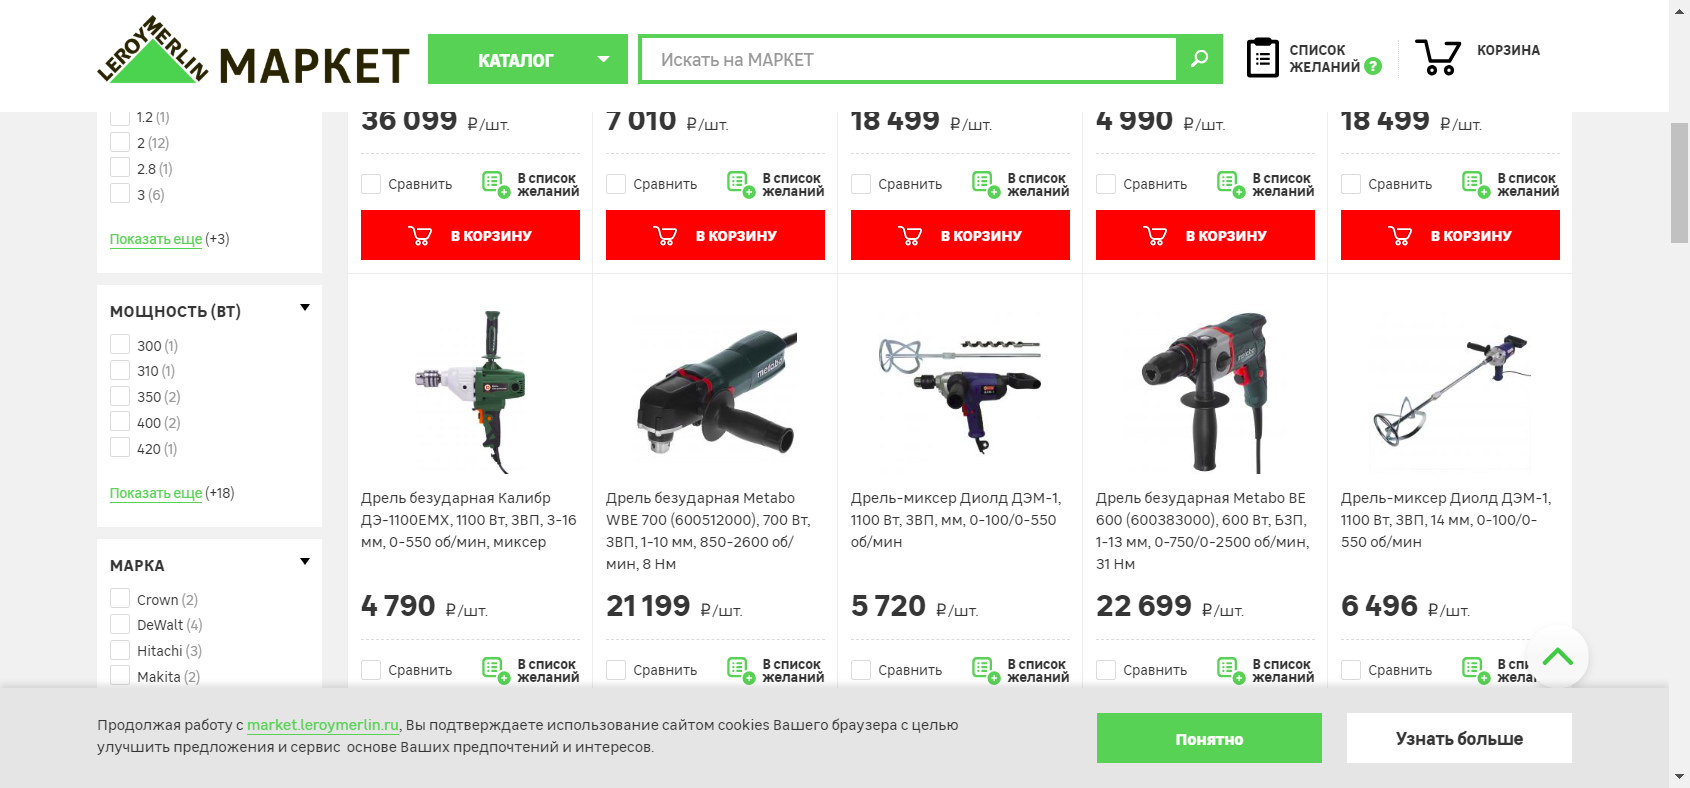 LEROY MERLIN МАРКЕТ
КАТАЛОГ
Искать на МАРКЕТ
СПИСОК
ЖЕЛАНИЙ ?
КОРЗИНА
1.2 (1)
2 (12)
2.8 (1)
3 (6)
Показать еще (+3)
МОЩНОСТЬ (ВТ)
300 (1)
310 (1)
350 (2)
400 (2)
420 (1)
Показать еще (+18)
МАРКА
Crown (2)
DeWalt (4)
Hitachi (3)
Makita (2)
36 099 ₽/шт.
7 010 ₽/шт.
18 499 ₽/шт.
4 990 ₽/шт.
18 499 ₽/шт.
Сравнить
В список
желаний
Сравнить
В список
желаний
Сравнить
В список
желаний
Сравнить
В список
желаний
Сравнить
В список
желаний
В КОРЗИНУ
В КОРЗИНУ
В КОРЗИНУ
В КОРЗИНУ
В КОРЗИНУ
metabo
metabo
Дрель безударная Калибр
ДЭ-1100ЕМХ, 1100 Вт, ЗВП, 3-16
мм, 0-550 об/мин, миксер
Дрель безударная Metabo
WBE 700 (600512000), 700 Вт,
ЗВП, 1-10 мм, 850-2600 об/
мин, 8 Нм
Дрель-миксер Диолд ДЭМ-1,
1100 Вт, ЗВП, мм, 0-100/0-550
об/мин
Дрель безударная Metabo BE
600 (600383000), 600 Вт, БЗП,
1-13 мм, 0-750/0-2500 об/мин,
31 Нм
Дрель-миксер Диолд ДЭМ-1,
1100 Вт, ЗВП, 14 мм, 0-100/0-
550 об/мин
4 790 ₽/шт.
21 199 ₽/шт.
5 720 ₽/шт.
22 699 ₽/шт.
6 496 ₽/шт.
Сравнить
В список
желаний
Сравнить
В список
желаний
Сравнить
В список
желаний
Сравнить
В список
желаний
Сравнить
В сп
жела
Продолжая работу с market.leroymerlin.ru, Вы подтверждаете использование сайтом cookies Вашего браузера с целью
улучшить предложения и сервис основе Ваших предпочтений и интересов.
Понятно
Узнать больше